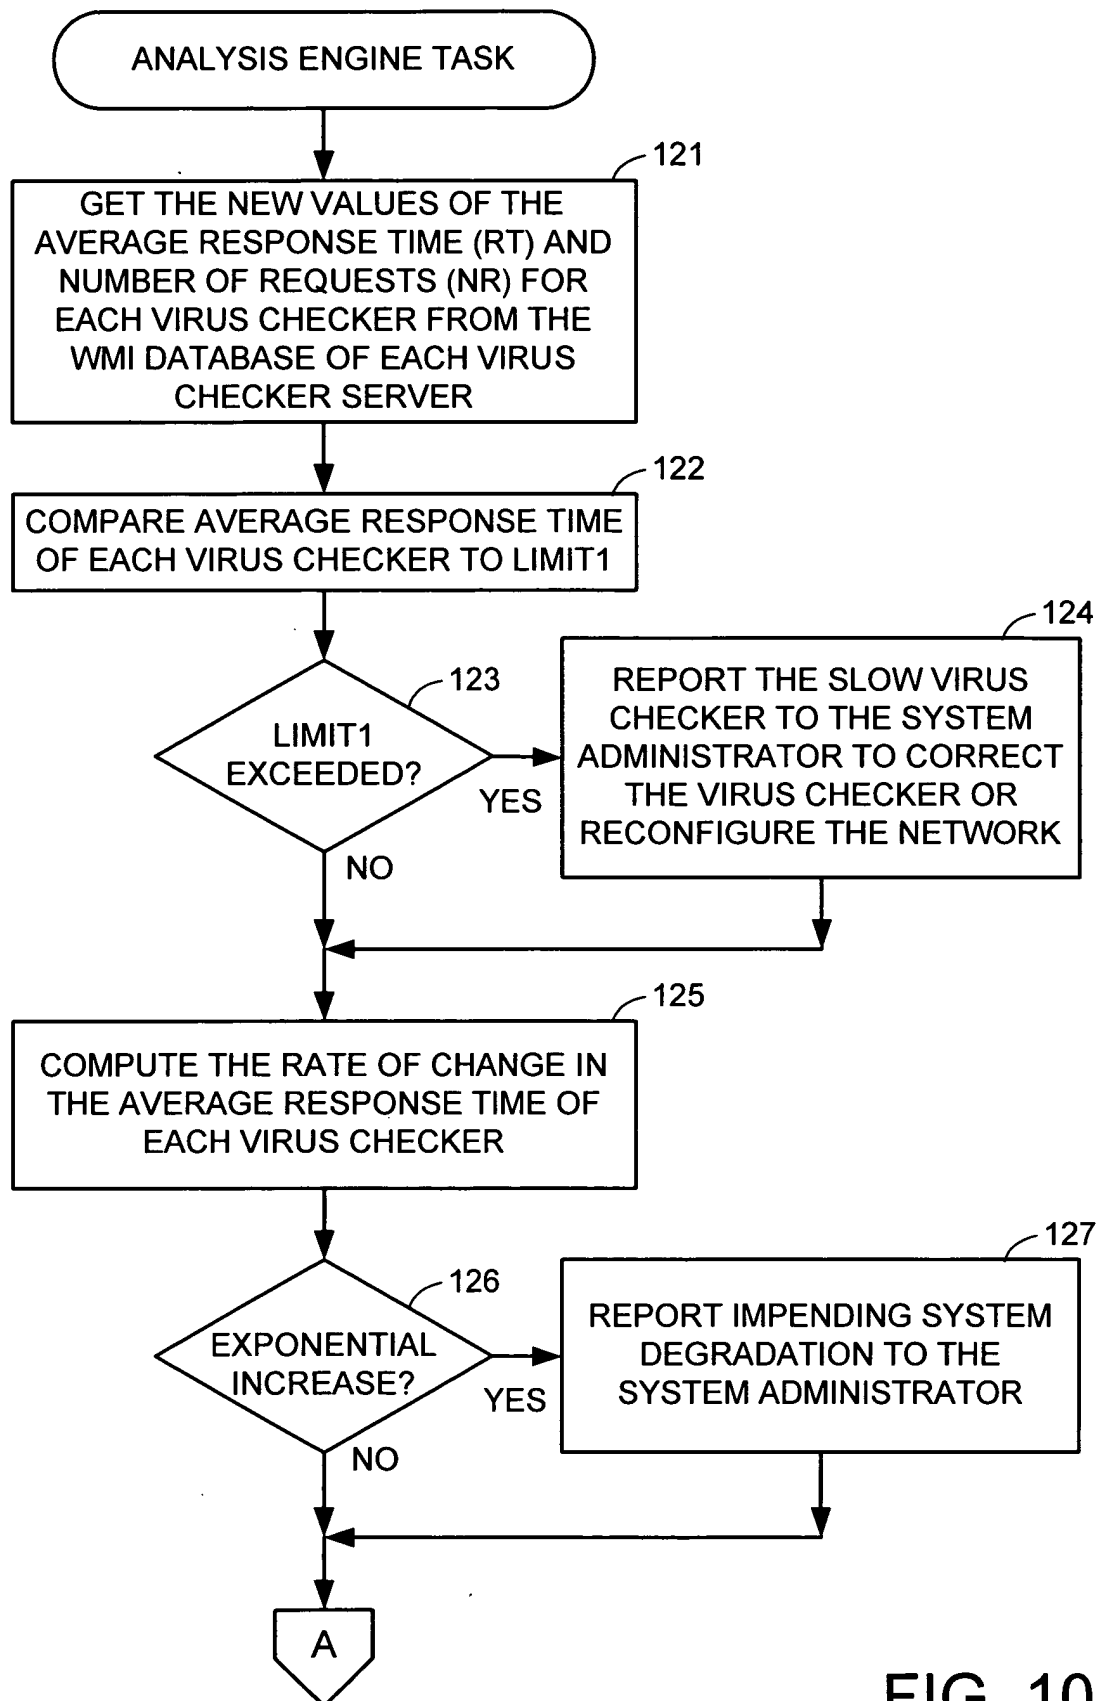 ANALYSIS ENGINE TASK
121
GET THE NEW VALUES OF THE
AVERAGE RESPONSE TIME (RT) AND
NUMBER OF REQUESTS (NR) FOR
EACH VIRUS CHECKER FROM THE
WMI DATABASE OF EACH VIRUS
CHECKER SERVER
122
COMPARE AVERAGE RESPONSE TIME
OF EACH VIRUS CHECKER TO LIMIT1
123
LIMIT1
EXCEEDED?
YES
NO
124
REPORT THE SLOW VIRUS
CHECKER TO THE SYSTEM
ADMINISTRATOR TO CORRECT
THE VIRUS CHECKER OR
RECONFIGURE THE NETWORK
125
COMPUTE THE RATE OF CHANGE IN
THE AVERAGE RESPONSE TIME OF
EACH VIRUS CHECKER
126
EXPONENTIAL
INCREASE?
YES
NO
127
REPORT IMPENDING SYSTEM
DEGRADATION TO THE
SYSTEM ADMINISTRATOR
A
FIG. 10